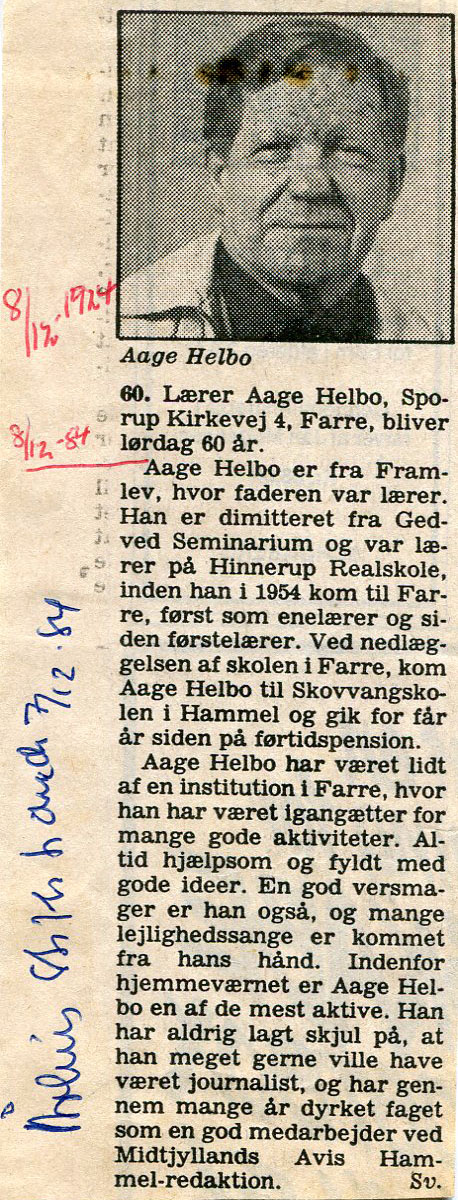 Aage Helbo
8/12-1924
60. Lærer Aage Helbo, Spo-
rup Kirkevej 4, Farre, bliver
lørdag 60 år.
8/12-84
Aage Helbo er fra Fram-
lev, hvor faderen var lærer.
Han er dimitteret fra Ged-
ved Seminarium og var læ-
rer på Hinnerup Realskole,
inden han i 1954 kom til Far-
re, først som enelærer og si-
den førstelærer. Ved nedlæg-
gelsen af skolen i Farre, kom
Aage Helbo til Skovvangsko-
len i Hammel og gik for får
år siden på førtidspension.
Aage Helbo har været lidt
af en institution i Farre, hvor
han har været igangætter for
mange gode aktiviteter. Al-
tid hjælpsom og fyldt med
gode ideer. En god versma-
ger er han også, og mange
lejlighedssange er kommet
fra hans hånd. Indenfor
hjemmeværnet er Aage Hel-
bo en af de mest aktive. Han
har aldrig lagt skjul på, at
han meget gerne ville have
været journalist, og har gen-
nem mange år dyrket faget
som en god medarbejder ved
Midtjyllands Avis Ham-
mel-redaktion. Sv.
7/12-84